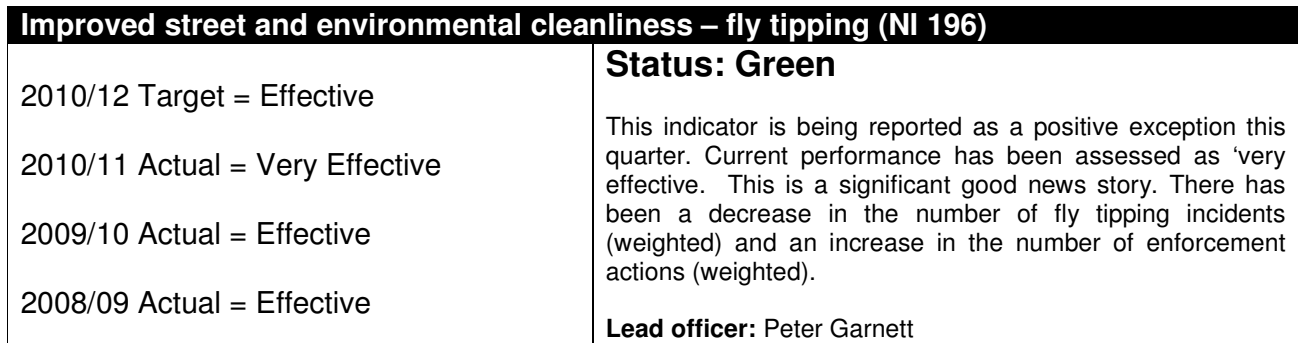 Improved street and environmental cleanliness – fly tipping (NI 196)
2010/12 Target = Effective
2010/11 Actual = Very Effective
2009/10 Actual = Effective
2008/09 Actual = Effective
Status: Green
This indicator is being reported as a positive exception this
quarter. Current performance has been assessed as ‘very
effective.  This is a significant good news story. There has
been a decrease in the number of fly tipping incidents
(weighted) and an increase in the number of enforcement
actions (weighted).
Lead officer: Peter Garnett